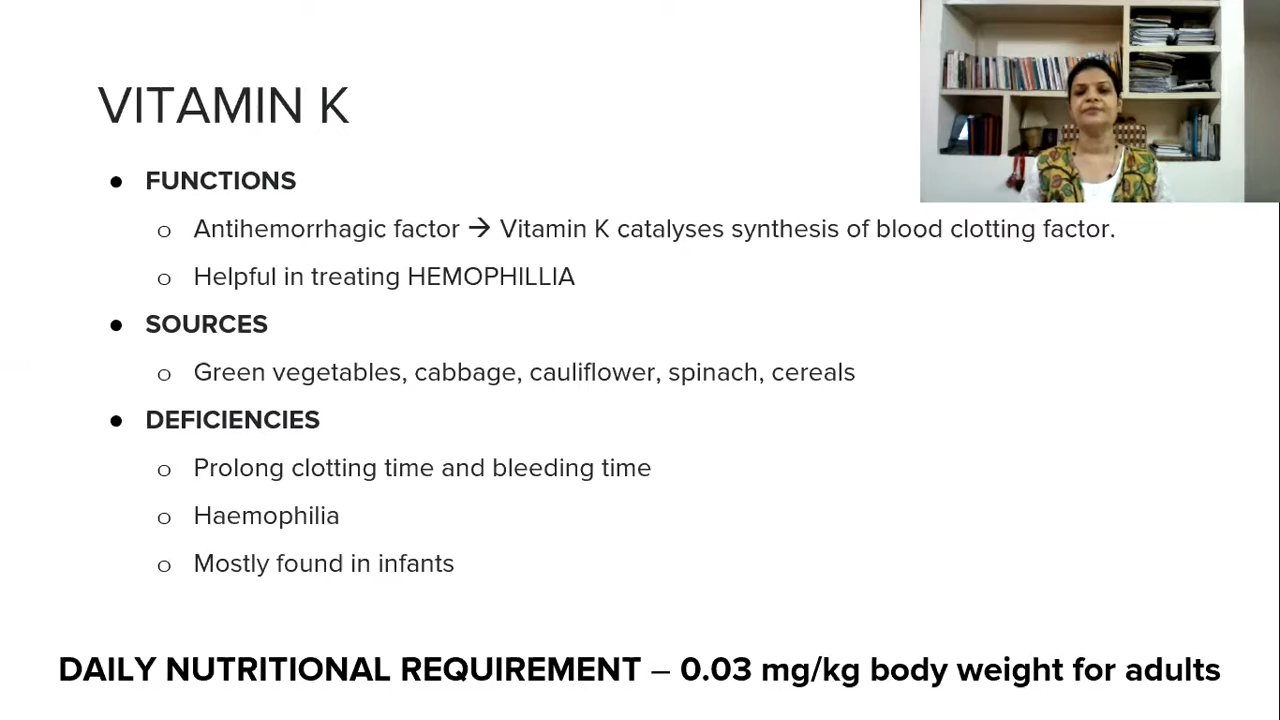 VITAMIN K
● FUNCTIONS
o Antihemorrhagic factor → Vitamin K catalyses synthesis of blood clotting factor.
o Helpful in treating HEMOPHILLIA
● SOURCES
o Green vegetables, cabbage, cauliflower, spinach, cereals
● DEFICIENCIES
o Prolong clotting time and bleeding time
o Haemophilia
o Mostly found in infants
DAILY NUTRITIONAL REQUIREMENT – 0.03 mg/kg body weight for adults